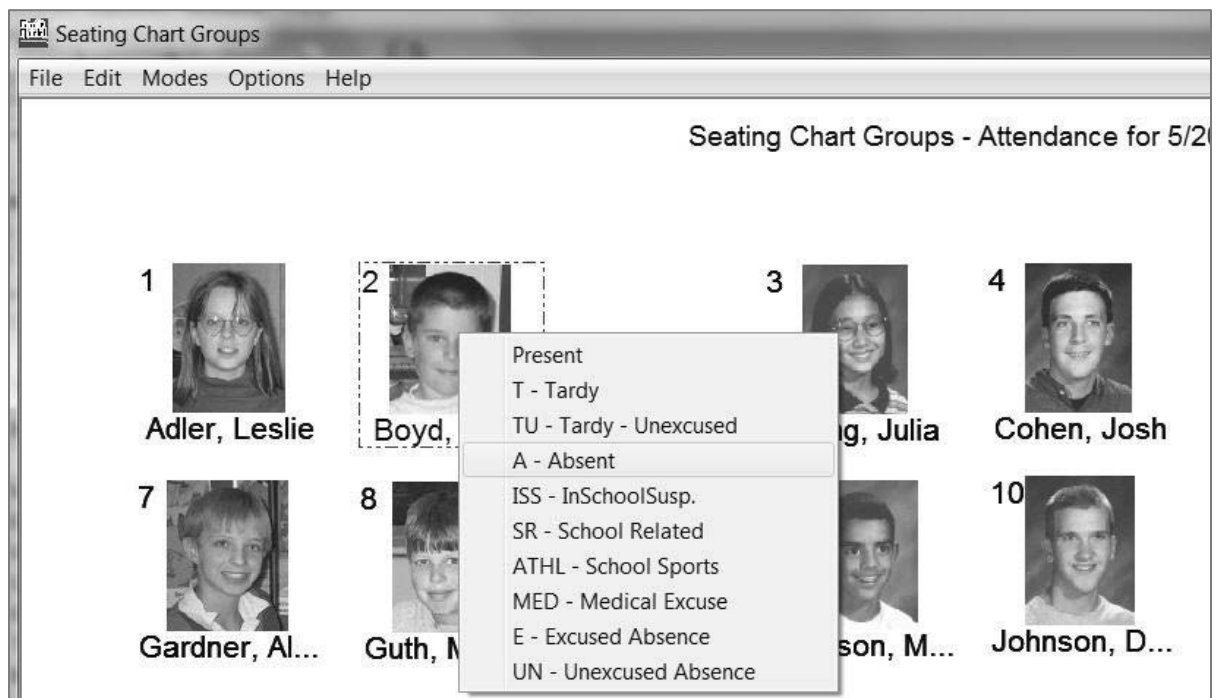 Seating Chart Groups
File Edit Modes Options Help
Seating Chart Groups - Attendance for 5/2
1
2
3
4
Adler, Leslie
Boyd,
Julia
Cohen, Josh
Present
T - Tardy
TU - Tardy - Unexcused
A - Absent
ISS - InSchoolSusp.
SR - School Related
ATHL - School Sports
MED - Medical Excuse
E - Excused Absence
UN - Unexcused Absence
7
8
10
Gardner, Al...
Guth,
son, M...
Johnson, D...